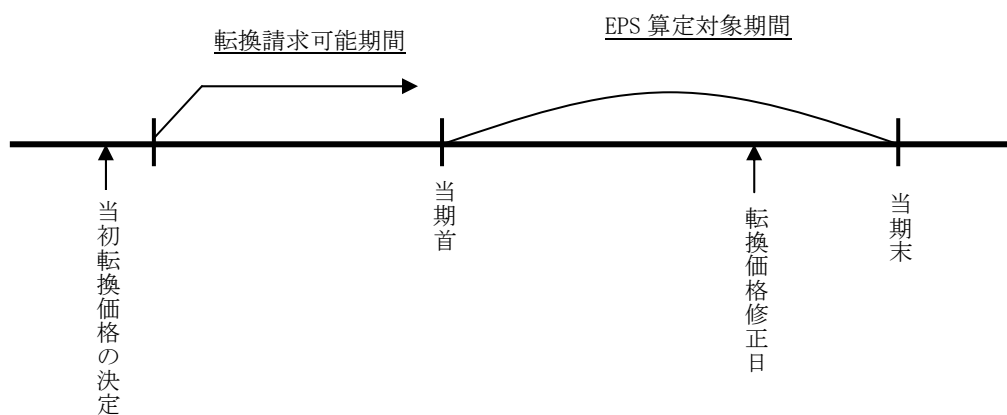 転換請求可能期間
EPS 算定対象期間
当初転換価格の決定
当期首
転換価格修正日
当期末